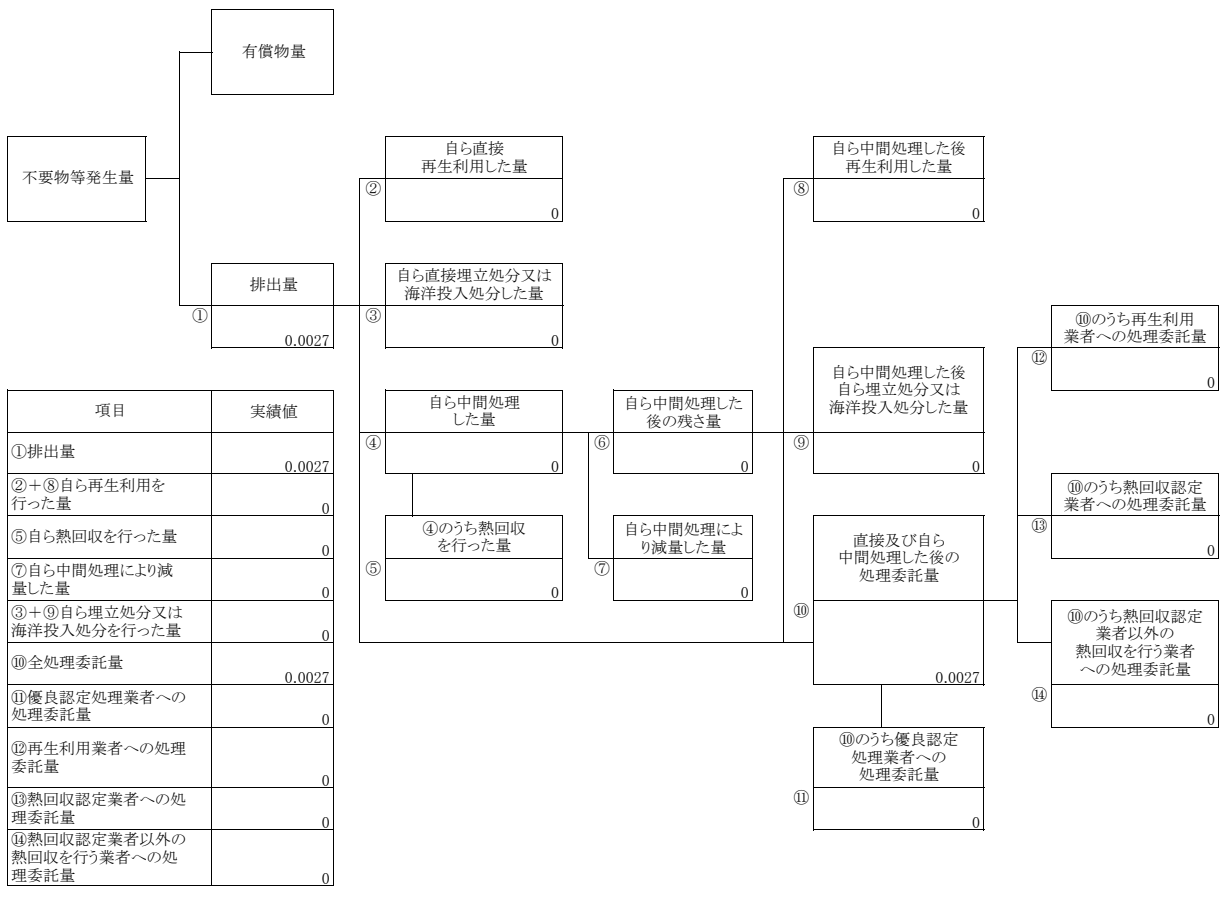 有償物量
不要物等発生量
自ら直接
再生利用した量
②
0
自ら中間処理した後
再生利用した量
⑧
0
排出量
①
0.0027
自ら直接埋立処分又は
海洋投入処分した量
③
0
⑩のうち再生利用
業者への処理委託量
⑫
0
自ら中間処理
した量
④
0
自ら中間処理した
後の残さ量
⑥
0
自ら中間処理した後
自ら埋立処分又は
海洋投入処分した量
⑨
0
⑩のうち熱回収認定
業者への処理委託量
⑬
0
④のうち熱回収
を行った量
⑤
0
自ら中間処理によ
り減量した量
⑦
0
直接及び自ら
中間処理した後の
処理委託量
⑩
0.0027
⑩のうち熱回収認定
業者以外の
熱回収を行う業者
への処理委託量
⑭
0
⑩のうち優良認定
処理業者への
処理委託量
⑪
0
項目 実績値
①排出量
0.0027
②＋⑧自ら再生利用を
行った量
0
⑤自ら熱回収を行った量
0
⑦自ら中間処理により減
量した量
0
③＋⑨自ら埋立処分又は
海洋投入処分を行った量
0
⑩全処理委託量
0.0027
⑪優良認定処理業者への
処理委託量
0
⑫再生利用業者への処理
委託量
0
⑬熱回収認定業者への処
理委託量
0
⑭熱回収認定業者以外の
熱回収を行う業者への処
理委託量
0